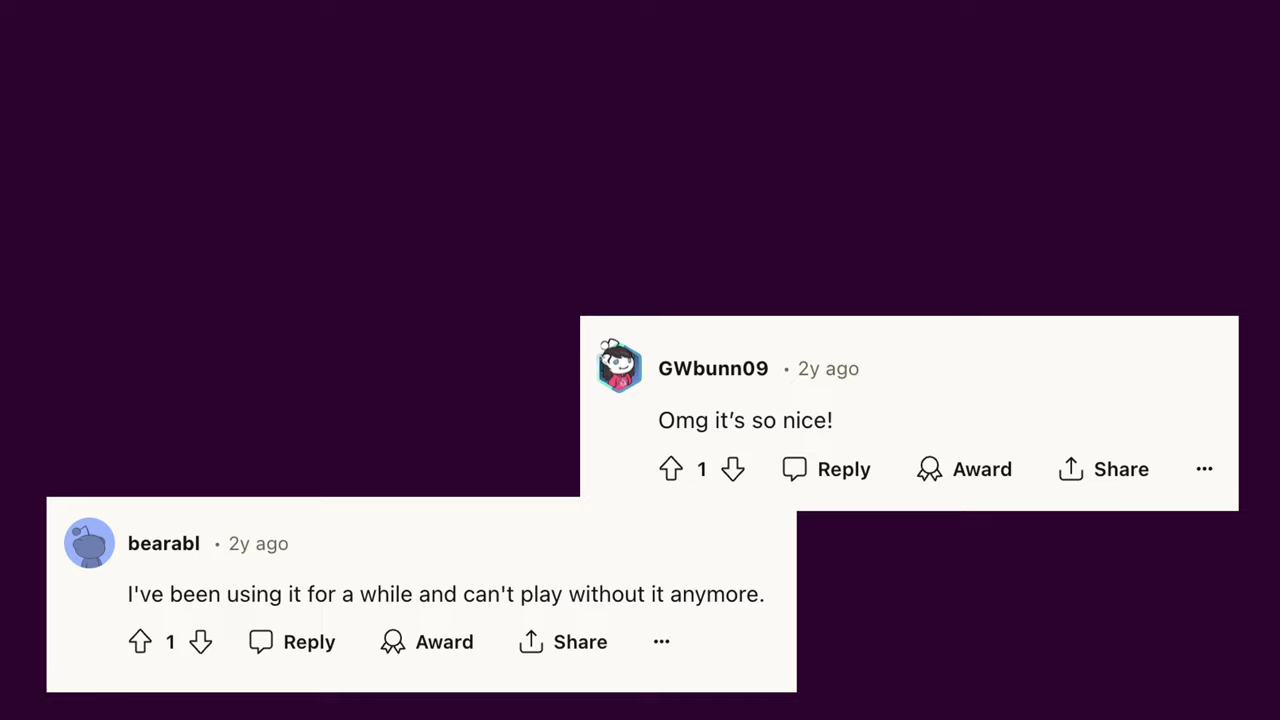 GWbunn09 • 2y ago
Omg it’s so nice!
1 Reply Award Share
bearabl • 2y ago
I've been using it for a while and can't play without it anymore.
1 Reply Award Share